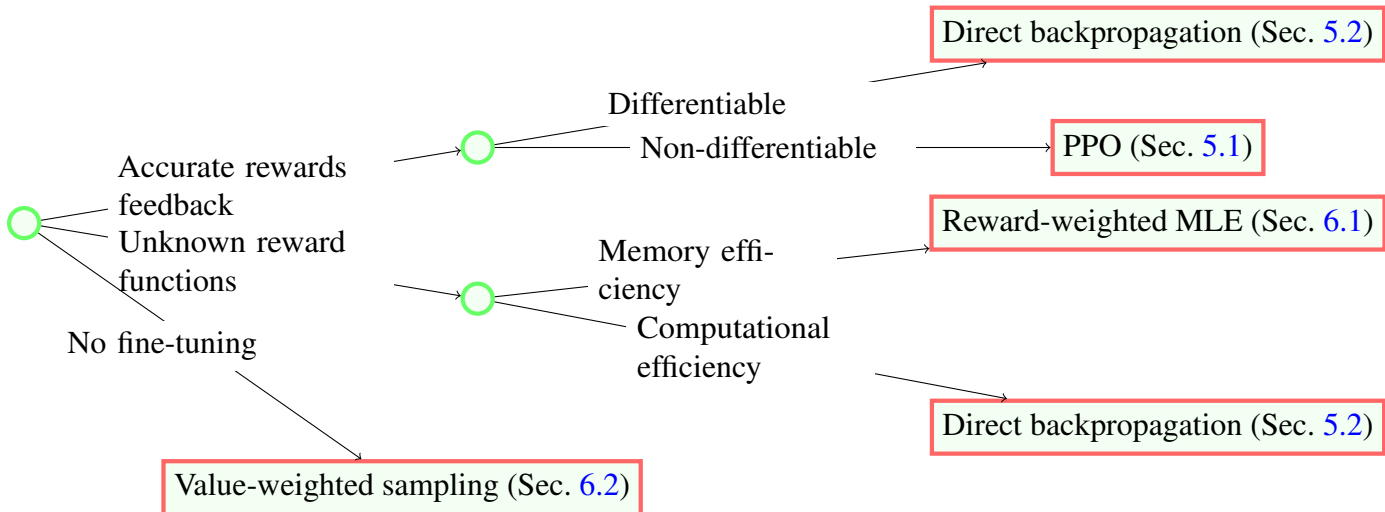 Direct backpropagation (Sec. 5.2)
Differentiable
Non-differentiable
PPO (Sec. 5.1)
Accurate rewards
feedback
Unknown reward
functions
Reward-weighted MLE (Sec. 6.1)
Memory effi-
ciency
Computational
efficiency
No fine-tuning
Direct backpropagation (Sec. 5.2)
Value-weighted sampling (Sec. 6.2)